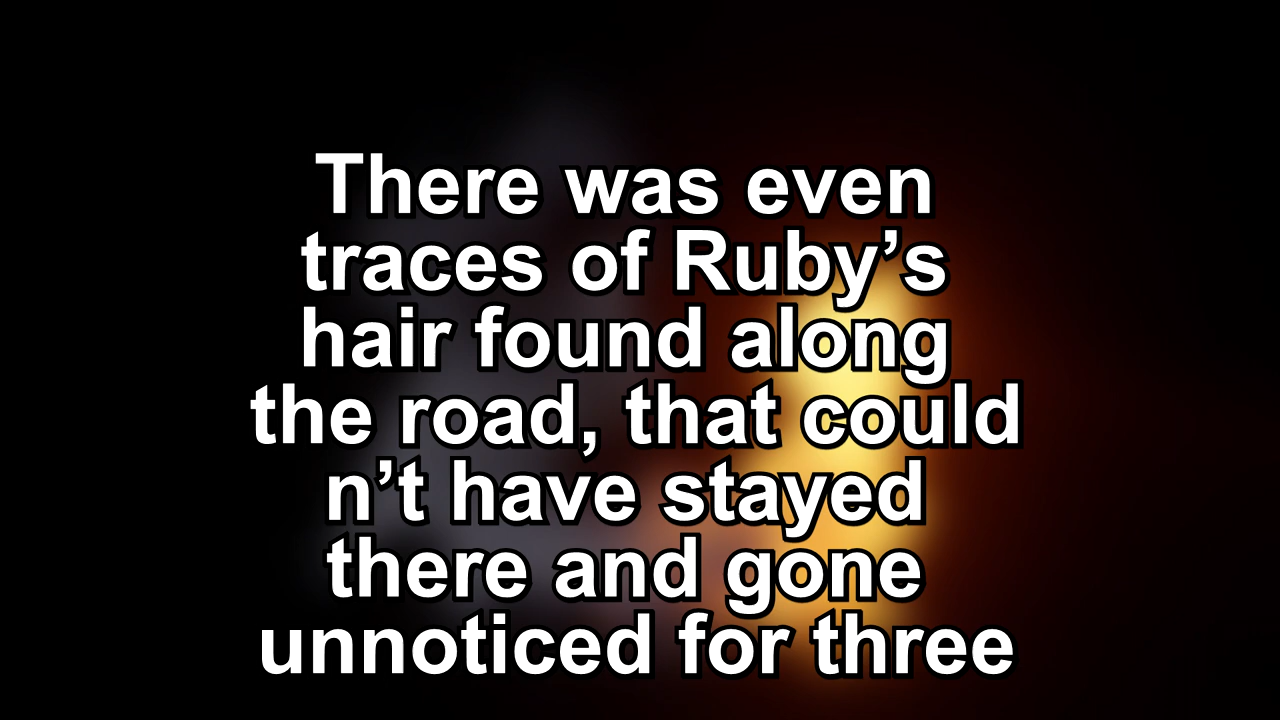 There was even
traces of Ruby’s
hair found along
the road, that could
n’t have stayed
there and gone
unnoticed for three